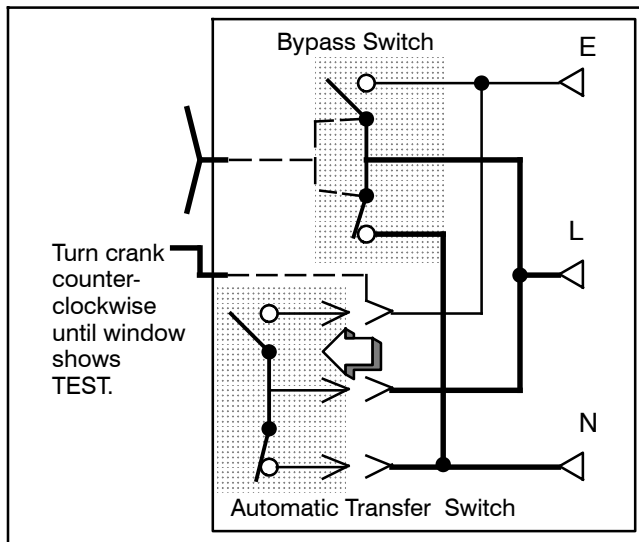 Bypass Switch
E
L
Turn crank
counter-
clockwise
until window
shows
TEST.
N
Automatic Transfer Switch